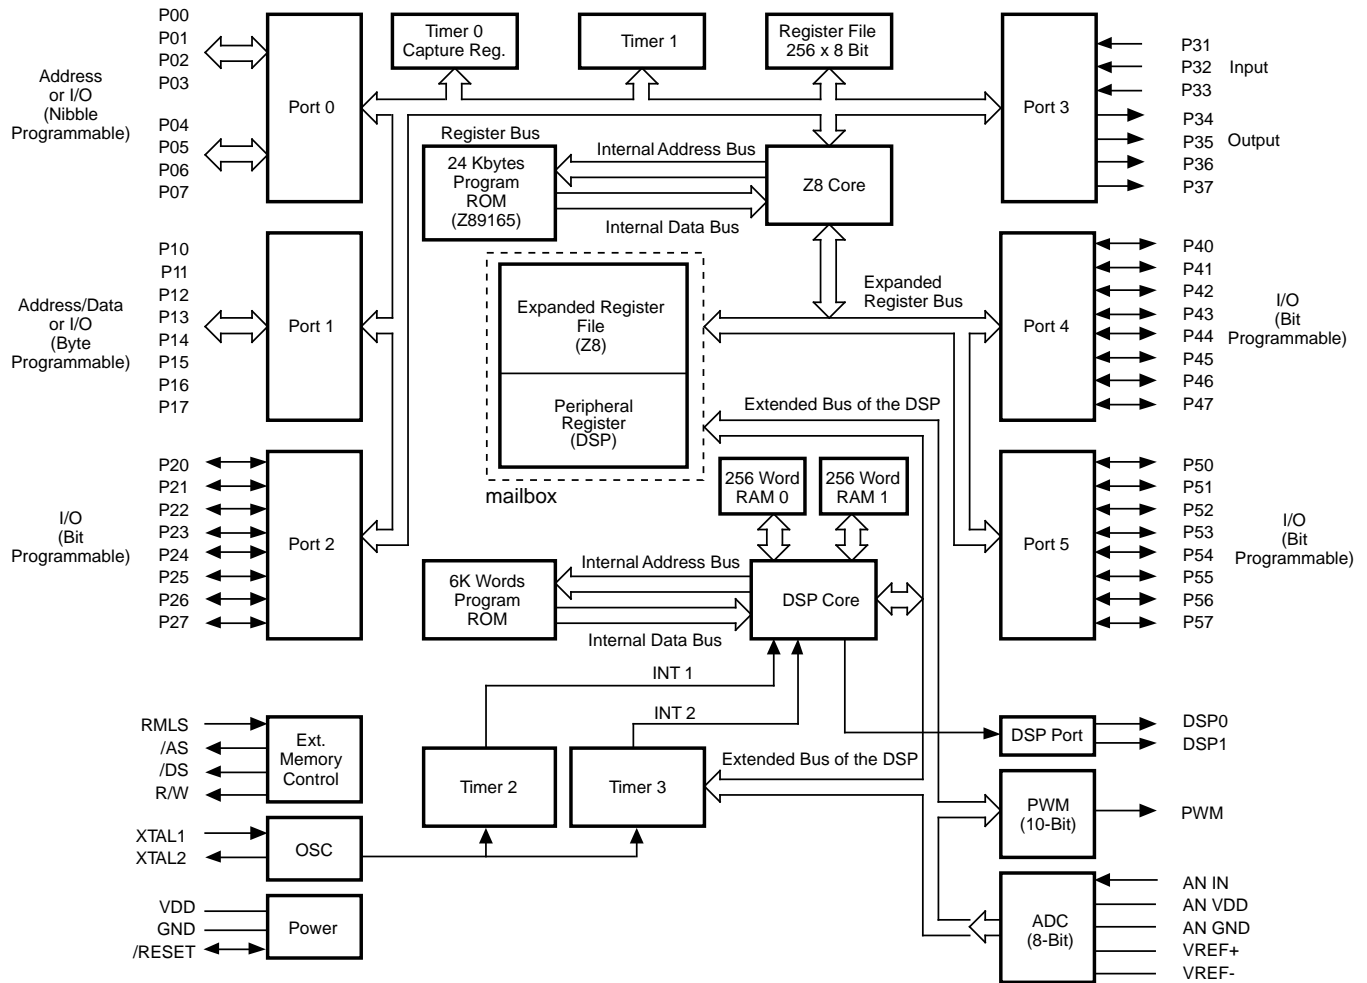 P00
P01
P02
P03
Address
or I/O
(Nibble
Programmable)
P04
P05
P06
P07
Port 0
Timer 0
Capture Reg.
Timer 1
Register File
256 x 8 Bit
Port 3
P31
P32
P33
Input
P34
P35
P36
P37
Output
Register Bus
24 Kbytes
Program
ROM
(Z89165)
Internal Address Bus
Internal Data Bus
Z8 Core
P10
P11
P12
P13
P14
P15
P16
P17
Address/Data
or I/O
(Byte
Programmable)
Port 1
Expanded Register
File
(Z8)
Peripheral
Register
(DSP)
mailbox
Expanded
Register Bus
Extended Bus of the DSP
Port 4
P40
P41
P42
P43
P44
P45
P46
P47
I/O
(Bit
Programmable)
P20
P21
P22
P23
P24
P25
P26
P27
I/O
(Bit
Programmable)
Port 2
256 Word
RAM 0
256 Word
RAM 1
6K Words
Program
ROM
Internal Address Bus
Internal Data Bus
DSP Core
Port 5
P50
P51
P52
P53
P54
P55
P56
P57
I/O
(Bit
Programmable)
INT 1
INT 2
RMLS
/AS
/DS
R/W
Ext.
Memory
Control
Timer 2
Timer 3
Extended Bus of the DSP
DSP Port
DSP0
DSP1
XTAL1
XTAL2
OSC
PWM
(10-Bit)
PWM
VDD
GND
/RESET
Power
ADC
(8-Bit)
AN IN
AN VDD
AN GND
VREF+
VREF-